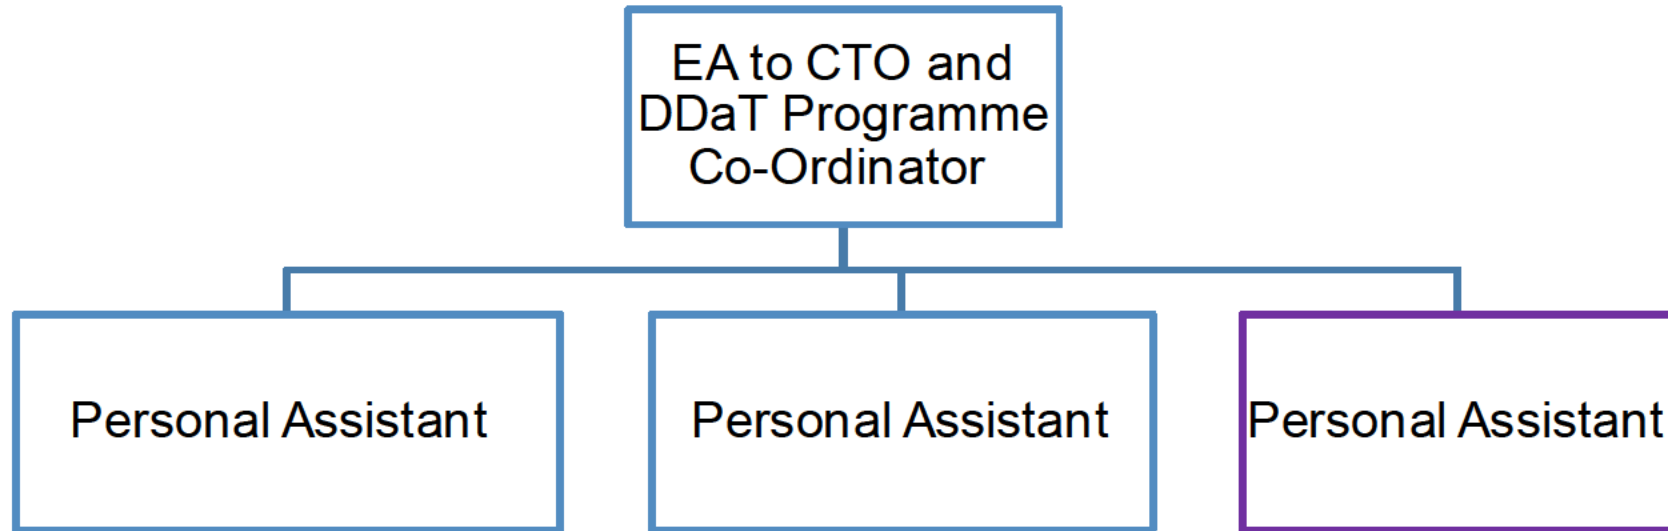 EA to CTO and
DDaT Programme
Co-Ordinator
Personal Assistant
Personal Assistant
Personal Assistant